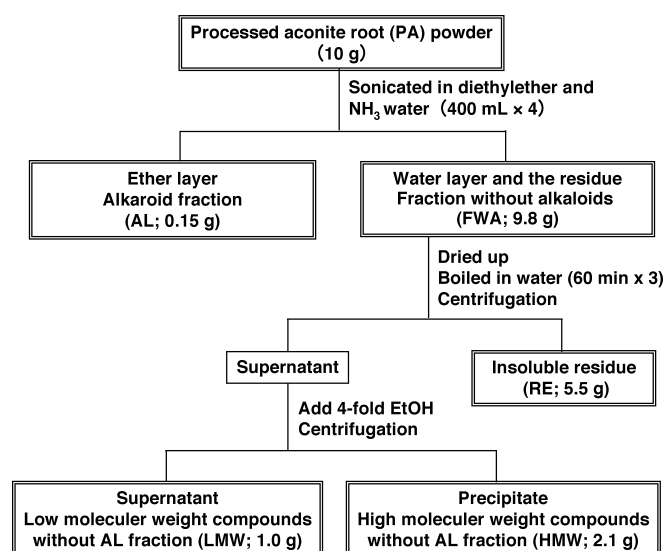 Processed aconite root (PA) powder
(10 g)
Sonicated in diethylether and
NH3 water (400 mL × 4)
Ether layer
Alkaroid fraction
(AL; 0.15 g)
Water layer and the residue
Fraction without alkaloids
(FWA; 9.8 g)
Dried up
Boiled in water (60 min x 3)
Centrifugation
Supernatant
Insoluble residue
(RE; 5.5 g)
Add 4-fold EtOH
Centrifugation
Supernatant
Low moleculer weight compounds
without AL fraction (LMW; 1.0 g)
Precipitate
High moleculer weight compounds
without AL fraction (HMW; 2.1 g)